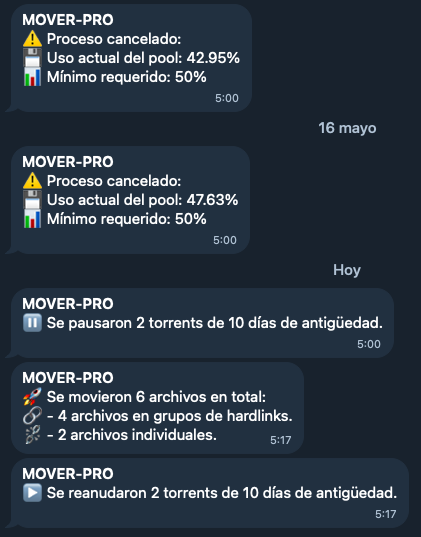 MOVER-PRO
⚠️ Proceso cancelado:
💾 Uso actual del pool: 42.95%
📊 Mínimo requerido: 50%
5:00
16 mayo
MOVER-PRO
⚠️ Proceso cancelado:
💾 Uso actual del pool: 47.63%
📊 Mínimo requerido: 50%
5:00
Hoy
MOVER-PRO
⏸️ Se pausaron 2 torrents de 10 días de antigüedad.
5:00
MOVER-PRO
🚀 Se movieron 6 archivos en total:
🔗 - 4 archivos en grupos de hardlinks.
⛓️‍💥 - 2 archivos individuales.
5:17
MOVER-PRO
▶️ Se reanudaron 2 torrents de 10 días de antigüedad.
5:17